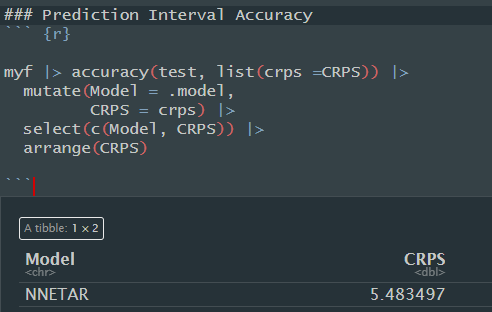 ### Prediction Interval Accuracy
``` {r}
myf |> accuracy(test, list(crps =CRPS)) |>
  mutate(Model = .model,
         CRPS = crps) |>
  select(c(Model, CRPS)) |>
  arrange(CRPS)
```
A tibble: 1 × 2
Model CRPS
<chr> <dbl>
NNETAR 5.483497